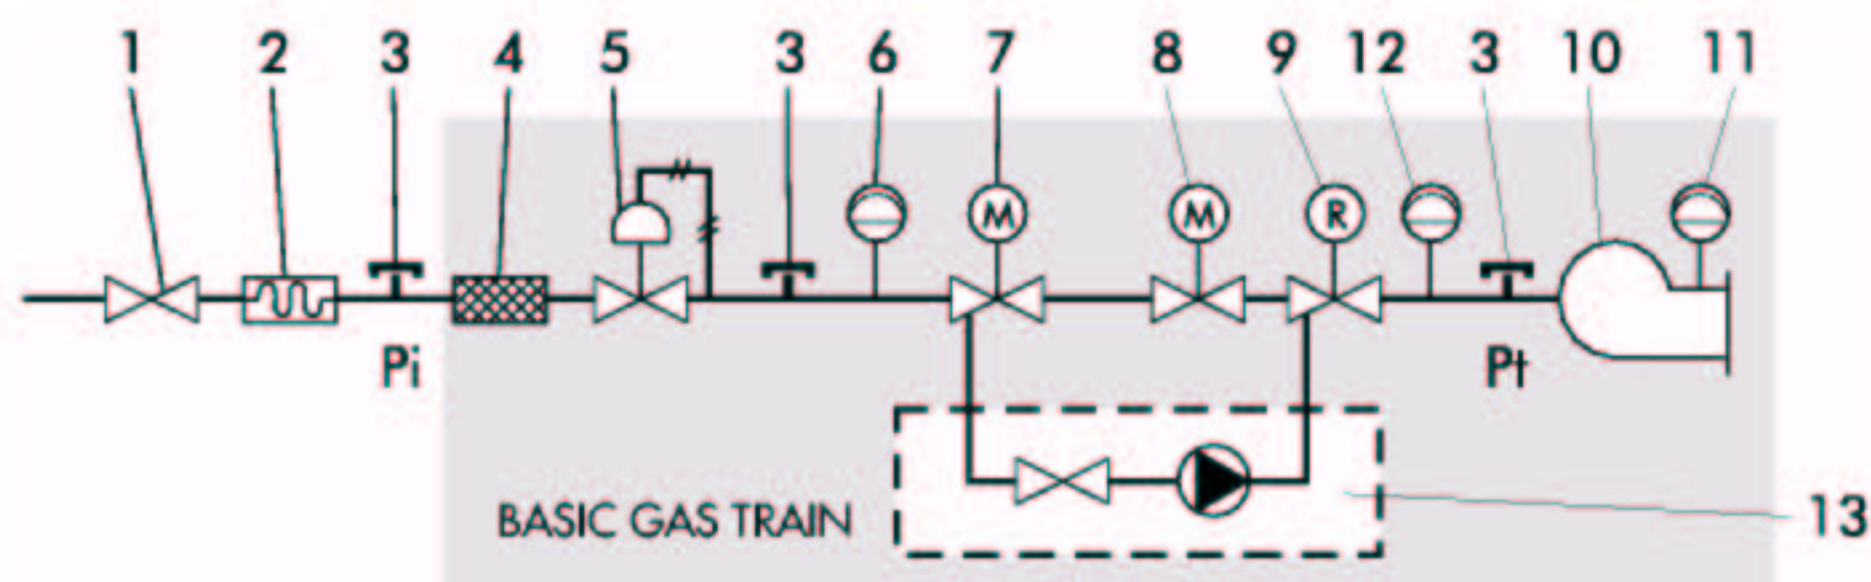 1 2 3 4 5 3 6 7 8 9 12 3 10 11
M M R
Pi Pt
BASIC GAS TRAIN 13